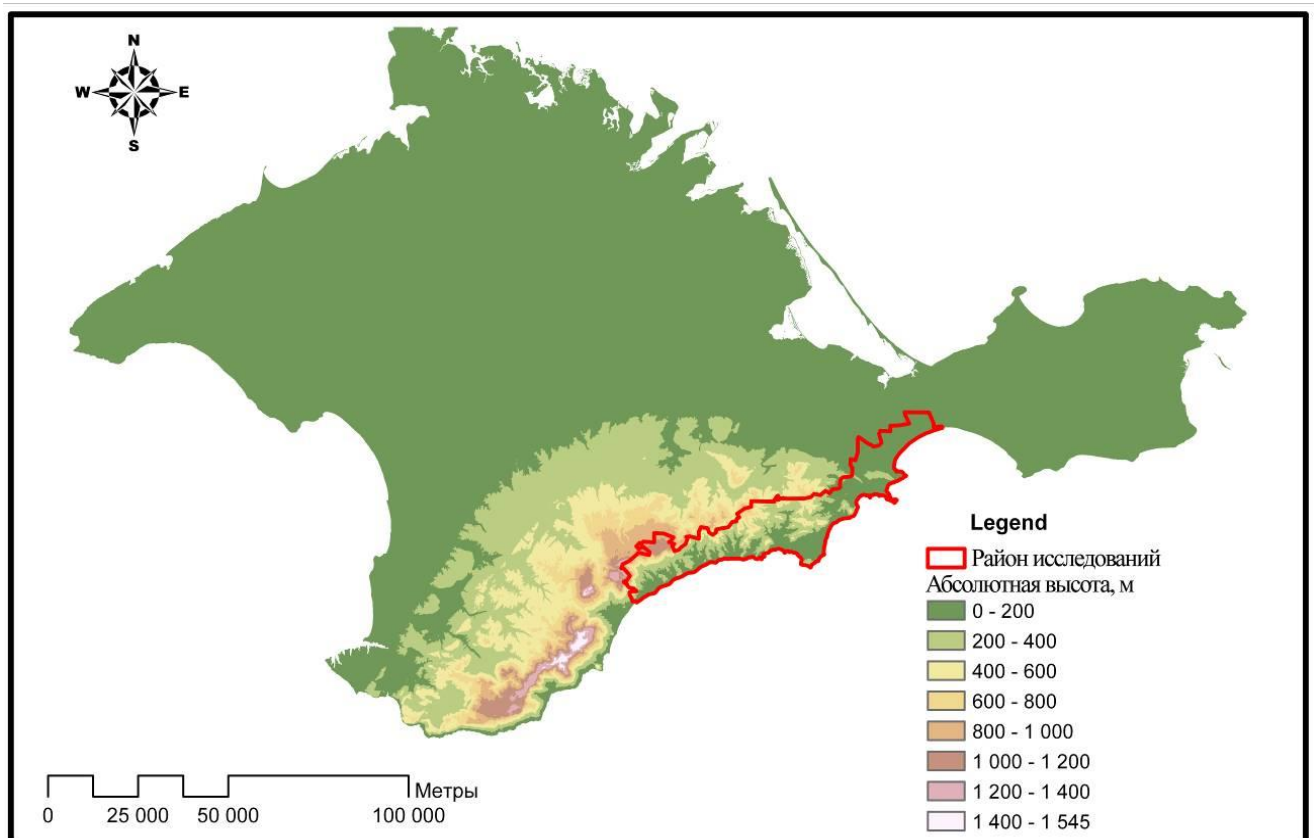 N
W E
S
Legend
Район исследований
Абсолютная высота, м
0 - 200
200 - 400
400 - 600
600 - 800
800 - 1 000
1 000 - 1 200
1 200 - 1 400
1 400 - 1 545
Метры
0 25 000 50 000 100 000